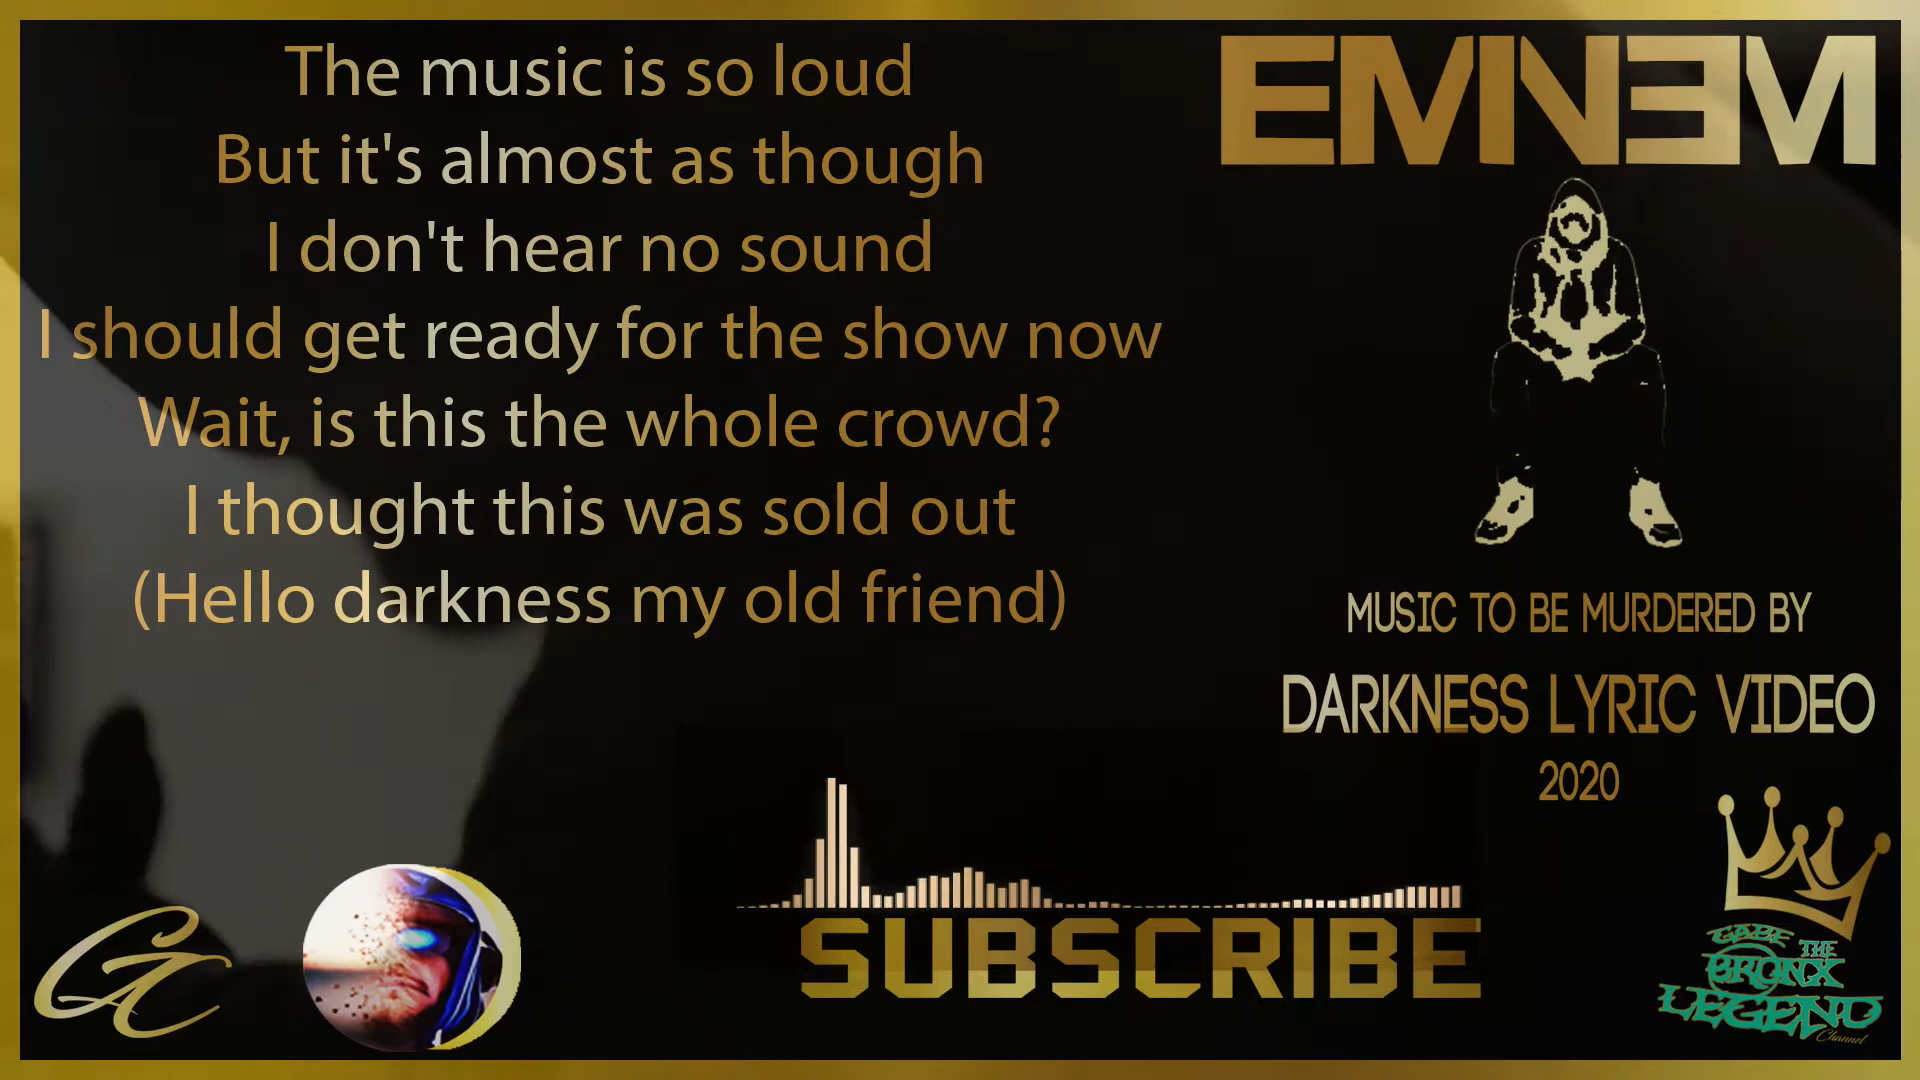 The music is so loud
But it's almost as though
I don't hear no sound
I should get ready for the show now
Wait, is this the whole crowd?
I thought this was sold out
(Hello darkness my old friend)
EMINEM
MUSIC TO BE MURDERED BY
DARKNESS LYRIC VIDEO
2020
SUBSCRIBE
GC
GABE
THE
BRONX
LEGEND
Channel